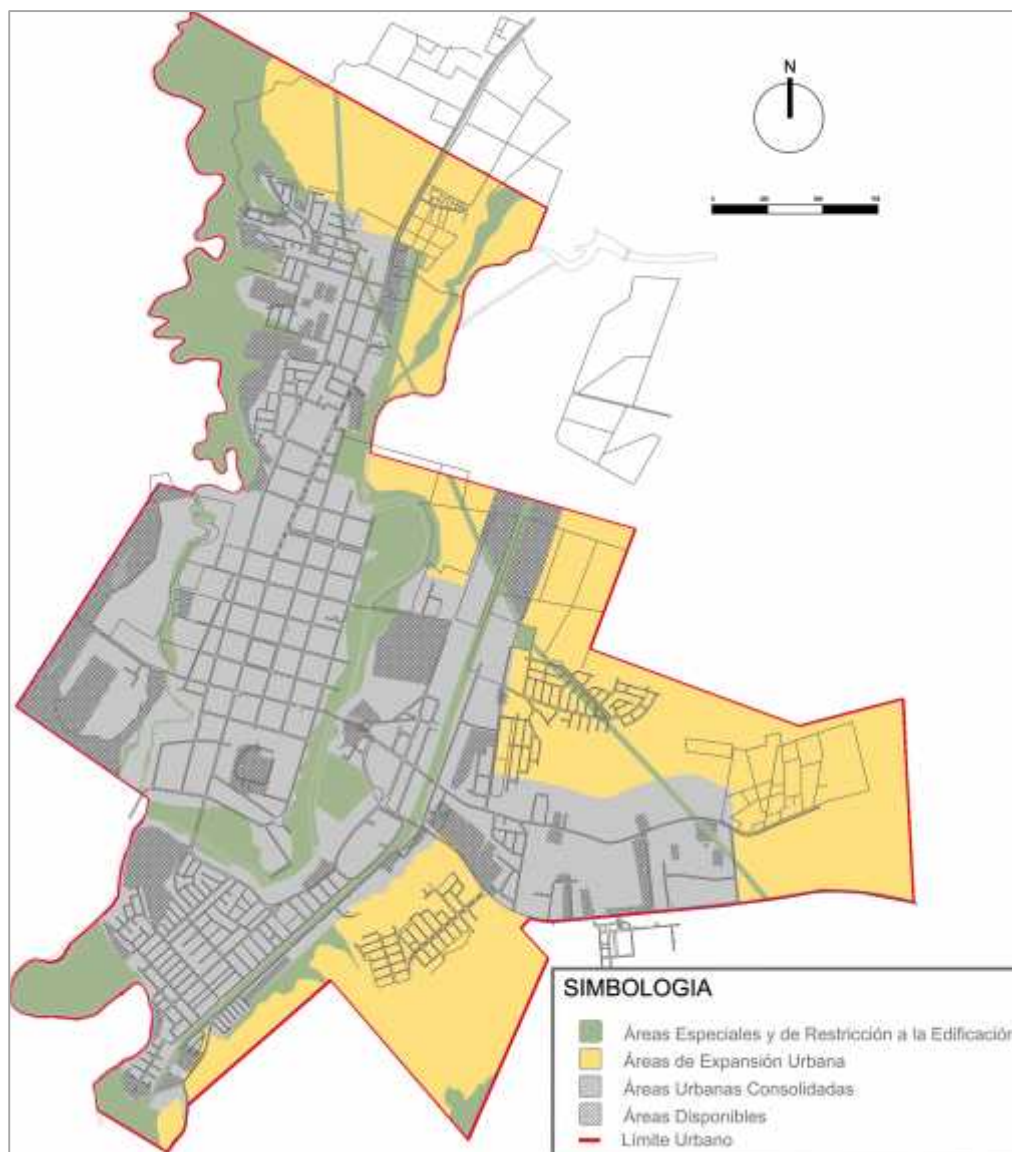 N
SIMBOLOGIA
Áreas Especiales y de Restricción a la Edificación
Áreas de Expansión Urbana
Áreas Urbanas Consolidadas
Áreas Disponibles
Límite Urbano